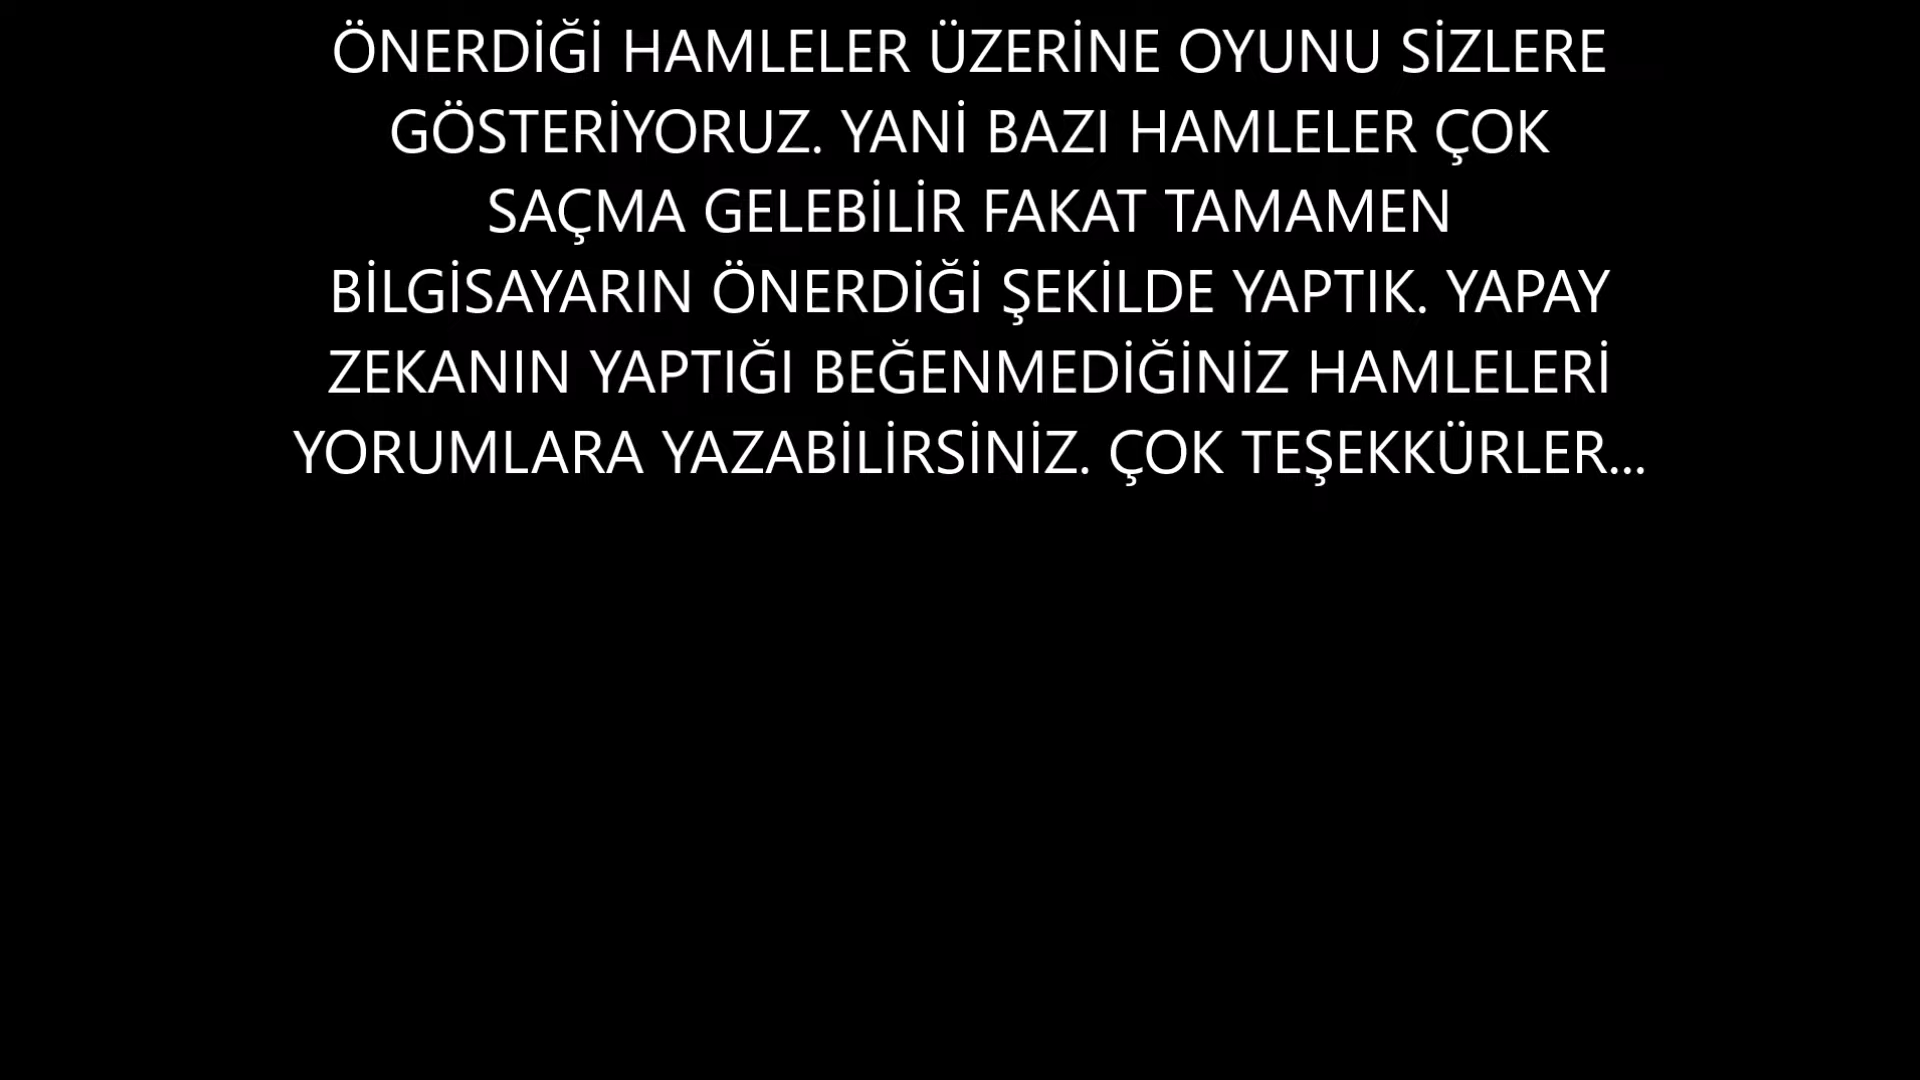 ÖNERDİĞİ HAMLELER ÜZERİNE OYUNU SİZLERE
GÖSTERİYORUZ. YANİ BAZI HAMLELER ÇOK
SAÇMA GELEBİLİR FAKAT TAMAMEN
BİLGİSAYARIN ÖNERDİĞİ ŞEKİLDE YAPTIK. YAPAY
ZEKANIN YAPTIĞI BEĞENMEDİĞİNİZ HAMLELERİ
YORUMLARA YAZABİLİRSİNİZ. ÇOK TEŞEKKÜRLER...